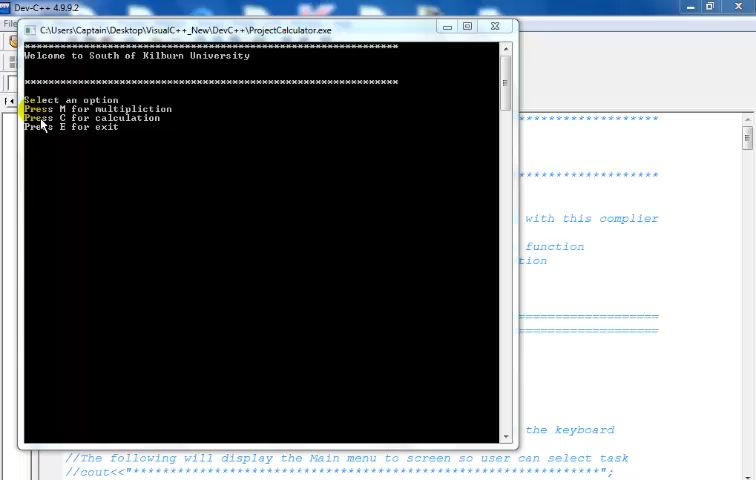 Dev-C++ 4.9.9.2
C:\Users\Captain\Desktop\VisualC++_New\DevC++\ProjectCalculator.exe
**************************************************************
Welcome to South of Kilburn University
**************************************************************
Select an option
Press M for multipliction
Press C for calculation
Press E for exit
********************
********************
with this complier
function
tion
====================
====================
the keyboard
//The following will display the Main menu to screen so user can select task
//cout<<"**************************************************************";